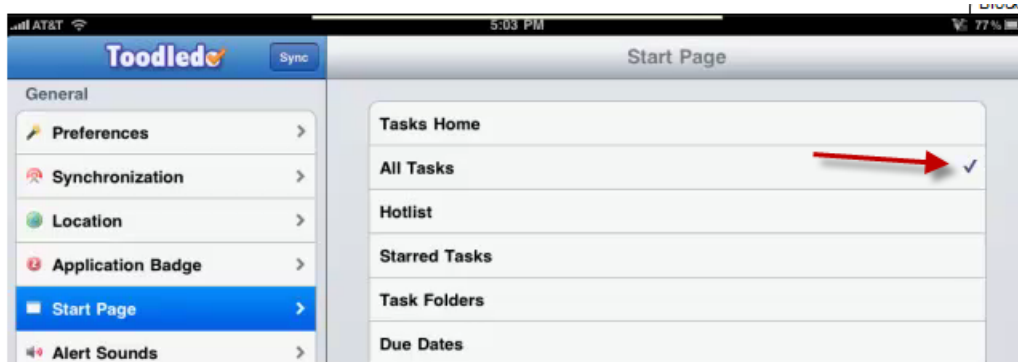 AT&T 5:03 PM 77%
Toodledo Sync Start Page
General
Preferences
Synchronization
Location
Application Badge
Start Page
Alert Sounds
Tasks Home
All Tasks
Hotlist
Starred Tasks
Task Folders
Due Dates